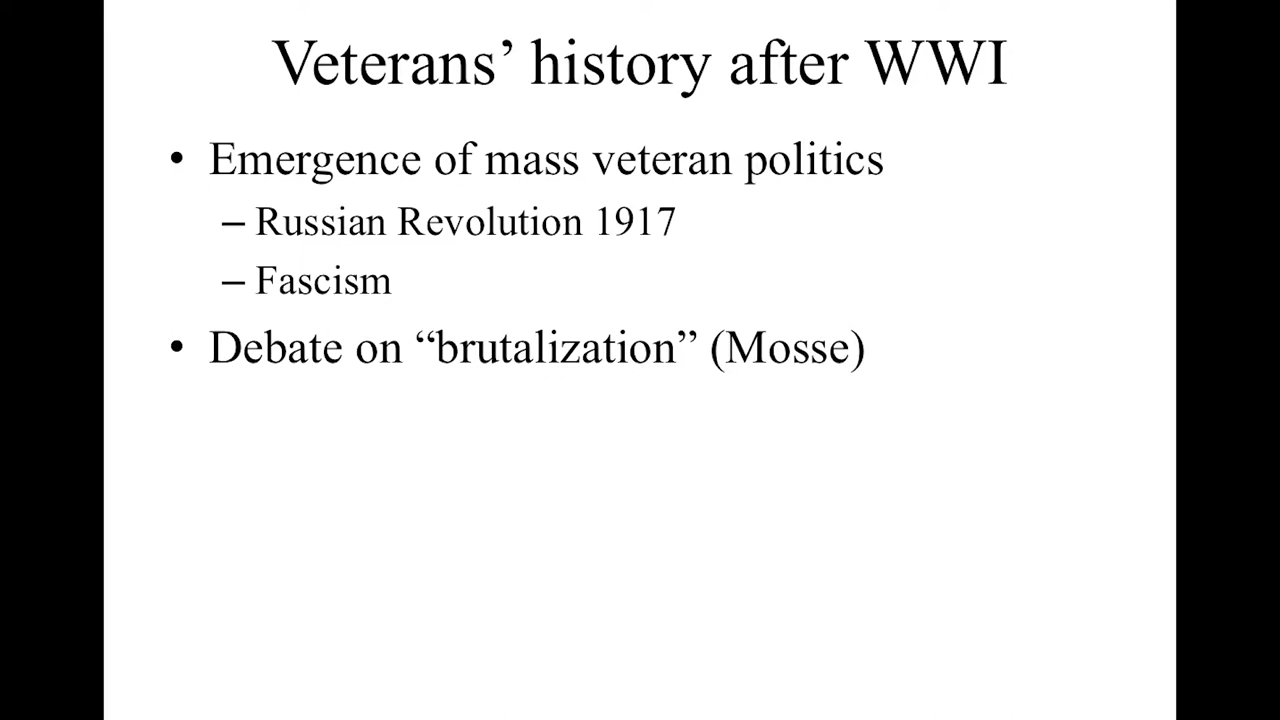 Veterans’ history after WWI
• Emergence of mass veteran politics
– Russian Revolution 1917
– Fascism
• Debate on “brutalization” (Mosse)